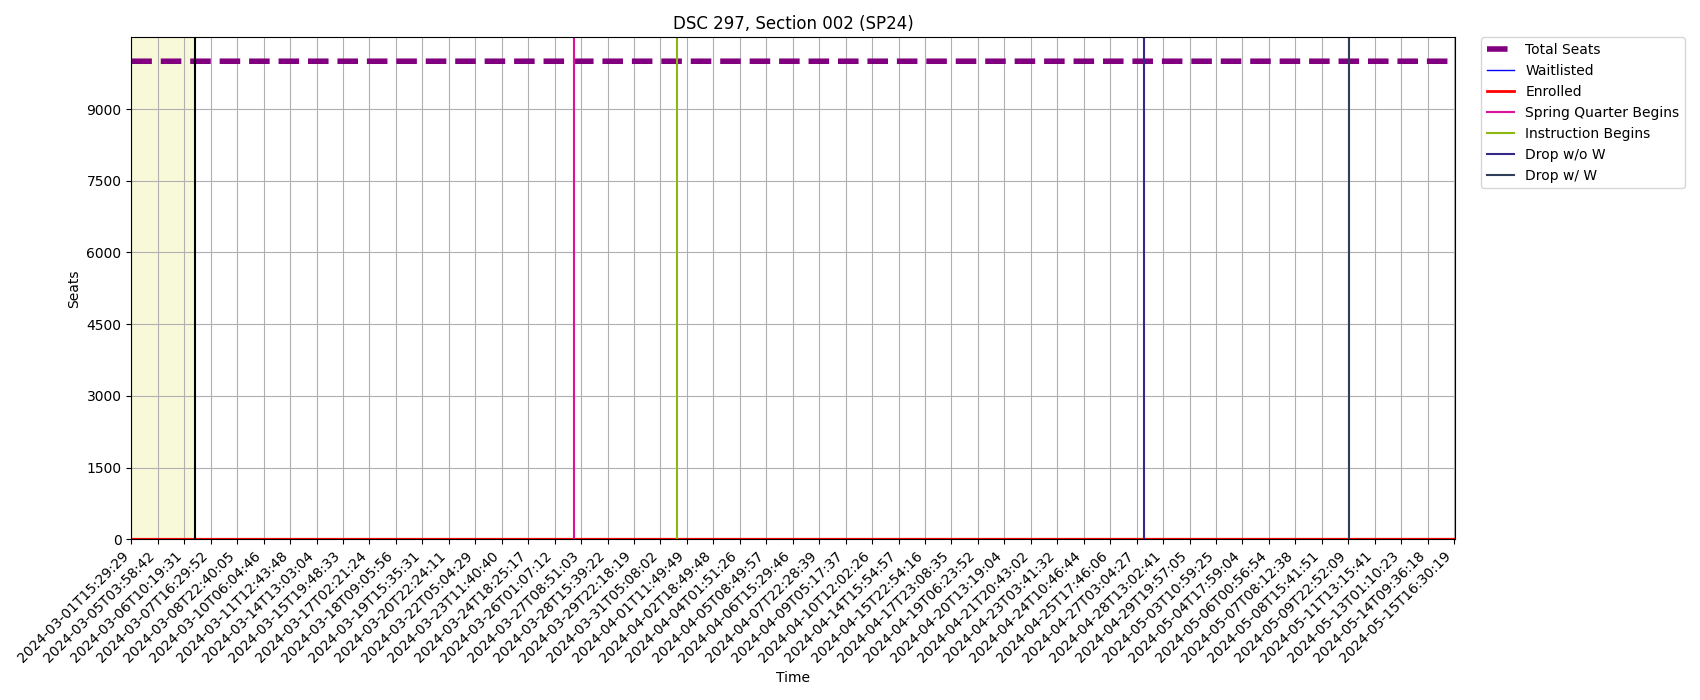 DSC 297, Section 002 (SP24)
Total Seats
Waitlisted
Enrolled
Spring Quarter Begins
Instruction Begins
Drop w/o W
Drop w/ W
Seats
9000
7500
6000
4500
3000
1500
0
2024-03-01T15:29:29
2024-03-05T03:58:42
2024-03-06T10:19:31
2024-03-07T16:29:52
2024-03-08T22:40:05
2024-03-10T06:04:46
2024-03-11T12:43:48
2024-03-14T13:03:04
2024-03-15T19:48:33
2024-03-17T02:21:24
2024-03-18T09:05:56
2024-03-19T15:35:31
2024-03-20T22:24:11
2024-03-22T05:04:29
2024-03-23T11:40:40
2024-03-24T18:25:17
2024-03-26T01:07:12
2024-03-27T08:51:03
2024-03-28T15:39:22
2024-03-29T22:18:19
2024-03-31T05:08:02
2024-04-01T11:49:49
2024-04-02T18:49:48
2024-04-04T01:51:26
2024-04-05T08:49:57
2024-04-06T15:29:46
2024-04-07T22:28:39
2024-04-09T05:17:37
2024-04-10T12:02:26
2024-04-14T15:54:57
2024-04-15T22:54:16
2024-04-17T23:08:35
2024-04-19T06:23:52
2024-04-20T13:19:04
2024-04-21T20:43:02
2024-04-23T03:41:32
2024-04-24T10:46:44
2024-04-25T17:46:06
2024-04-27T03:04:27
2024-04-28T13:02:41
2024-04-29T19:57:05
2024-05-03T10:59:25
2024-05-04T17:59:04
2024-05-06T00:56:54
2024-05-07T08:12:38
2024-05-08T15:41:51
2024-05-09T22:52:09
2024-05-11T13:15:41
2024-05-13T01:10:23
2024-05-14T09:36:18
2024-05-15T16:30:19
Time